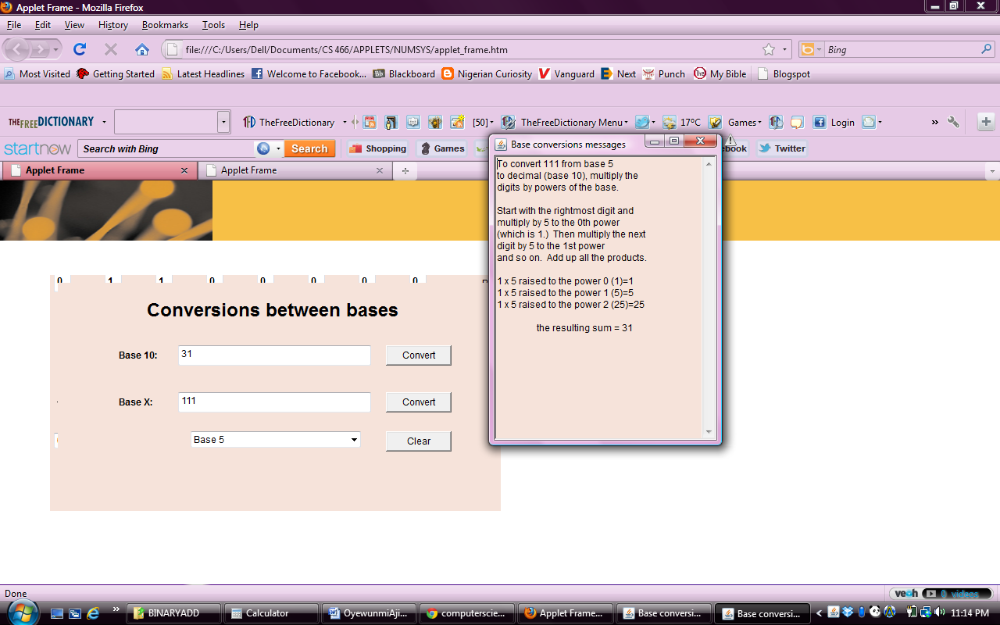 Applet Frame - Mozilla Firefox
File Edit View History Bookmarks Tools Help
file:///C:/Users/Dell/Documents/CS 466/APPLETS/NUMSYS/applet_frame.htm
Bing
Most Visited Getting Started Latest Headlines Welcome to Facebook... Blackboard Nigerian Curiosity Vanguard Next Punch My Bible Blogspot
THEFREEDICTIONARY TheFreeDictionary [50] TheFreeDictionary Menu 17°C Games Login »
startnow Search with Bing Search Shopping Games Twitter
Applet Frame Applet Frame
Base conversions messages
To convert 111 from base 5
to decimal (base 10), multiply the
digits by powers of the base.
Start with the rightmost digit and
multiply by 5 to the 0th power
(which is 1.) Then multiply the next
digit by 5 to the 1st power
and so on. Add up all the products.
1 x 5 raised to the power 0 (1)=1
1 x 5 raised to the power 1 (5)=5
1 x 5 raised to the power 2 (25)=25
the resulting sum = 31
0 1 1 0 0 0 0 0
Conversions between bases
Base 10: 31 Convert
Base X: 111 Convert
Base 5 Clear
Done
veoh 0 videos
» BINARYADD Calculator OyewunmiAji... computerscie... Applet Frame... Base conversi... Base conversi... < 11:14 PM